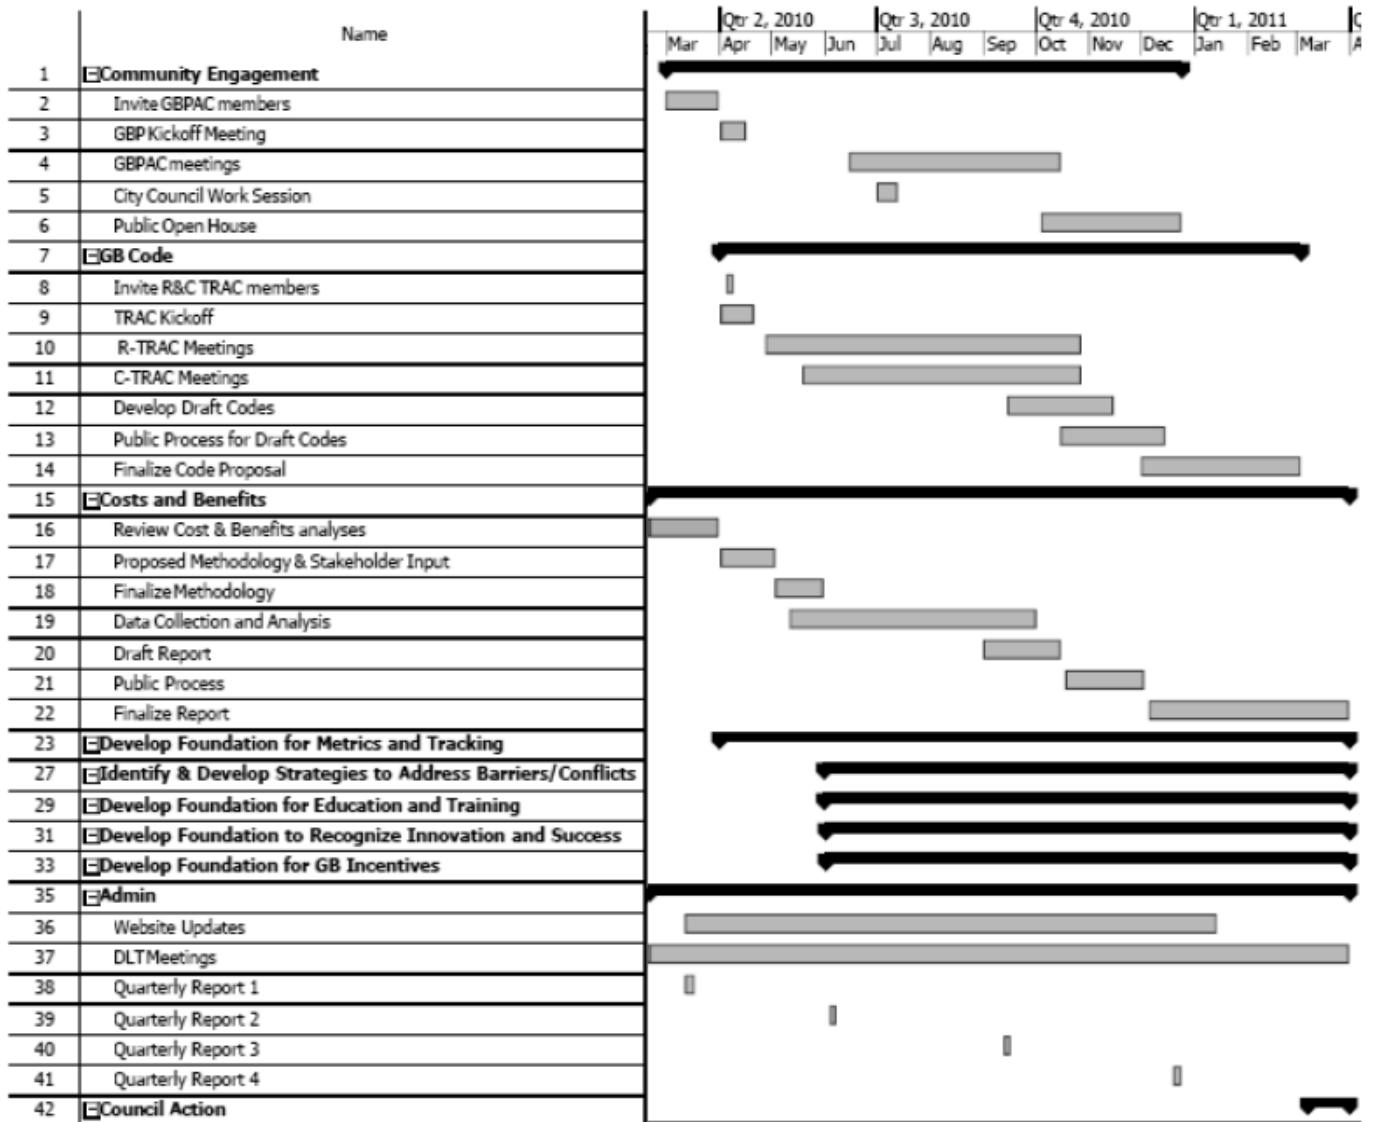 Name
Qtr 2, 2010 Qtr 3, 2010 Qtr 4, 2010 Qtr 1, 2011
Mar Apr May Jun Jul Aug Sep Oct Nov Dec Jan Feb Mar A
1 Community Engagement
2 Invite GBPAC members
3 GBP Kickoff Meeting
4 GBPAC meetings
5 City Council Work Session
6 Public Open House
7 GB Code
8 Invite R&C TRAC members
9 TRAC Kickoff
10 R-TRAC Meetings
11 C-TRAC Meetings
12 Develop Draft Codes
13 Public Process for Draft Codes
14 Finalize Code Proposal
15 Costs and Benefits
16 Review Cost & Benefits analyses
17 Proposed Methodology & Stakeholder Input
18 Finalize Methodology
19 Data Collection and Analysis
20 Draft Report
21 Public Process
22 Finalize Report
23 Develop Foundation for Metrics and Tracking
27 Identify & Develop Strategies to Address Barriers/Conflicts
29 Develop Foundation for Education and Training
31 Develop Foundation to Recognize Innovation and Success
33 Develop Foundation for GB Incentives
35 Admin
36 Website Updates
37 DLT Meetings
38 Quarterly Report 1
39 Quarterly Report 2
40 Quarterly Report 3
41 Quarterly Report 4
42 Council Action